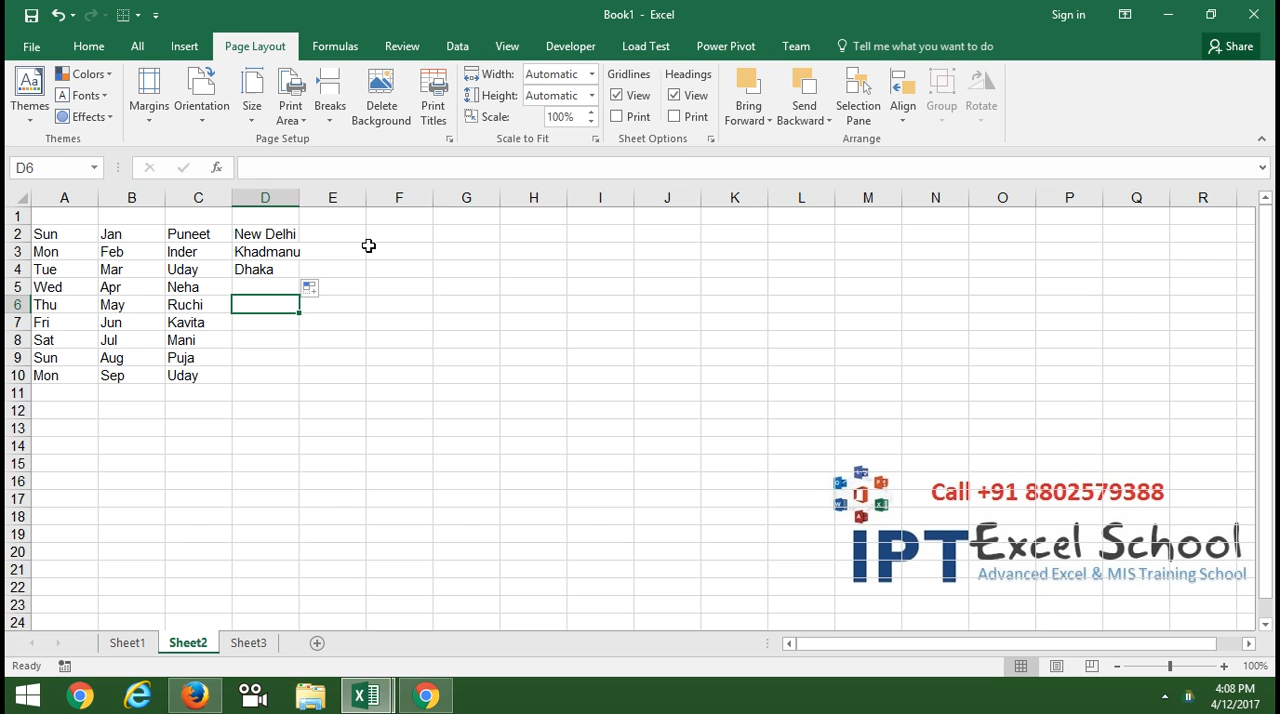 Book1 - Excel
Sign in
File Home All Insert Page Layout Formulas Review Data View Developer Load Test Power Pivot Team Tell me what you want to do Share
Themes
Colors
Fonts
Effects
Themes
Margins
Orientation
Size
Print Area
Breaks
Delete Background
Print Titles
Page Setup
Width: Automatic
Height: Automatic
Scale: 100%
Scale to Fit
Gridlines
View
Print
Headings
View
Print
Sheet Options
Bring Forward
Send Backward
Selection Pane
Align
Group
Rotate
Arrange
D6 fx
A B C D E F G H I J K L M N O P Q R
1
2 Sun Jan Puneet New Delhi
3 Mon Feb Inder Khadmanu
4 Tue Mar Uday Dhaka
5 Wed Apr Neha
6 Thu May Ruchi
7 Fri Jun Kavita
8 Sat Jul Mani
9 Sun Aug Puja
10 Mon Sep Uday
11
12
13
14
15
16
17
18
19
20
21
22
23
24
Call +91 8802579388
IPT Excel School
Advanced Excel & MIS Training School
Sheet1 Sheet2 Sheet3
Ready
100%
4:08 PM
4/12/2017